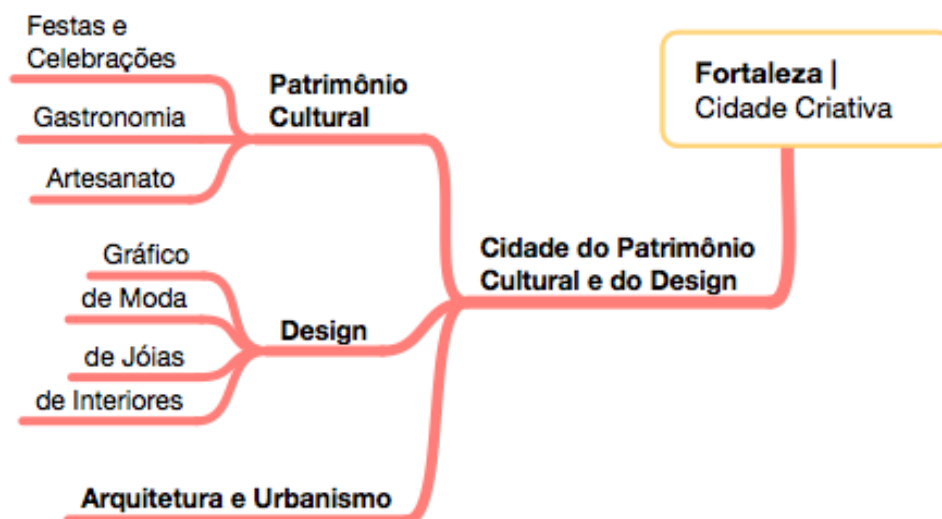 Fortaleza |
Cidade Criativa
Cidade do Patrimônio
Cultural e do Design
Patrimônio
Cultural
Festas e
Celebrações
Gastronomia
Artesanato
Design
Gráfico
de Moda
de Jóias
de Interiores
Arquitetura e Urbanismo